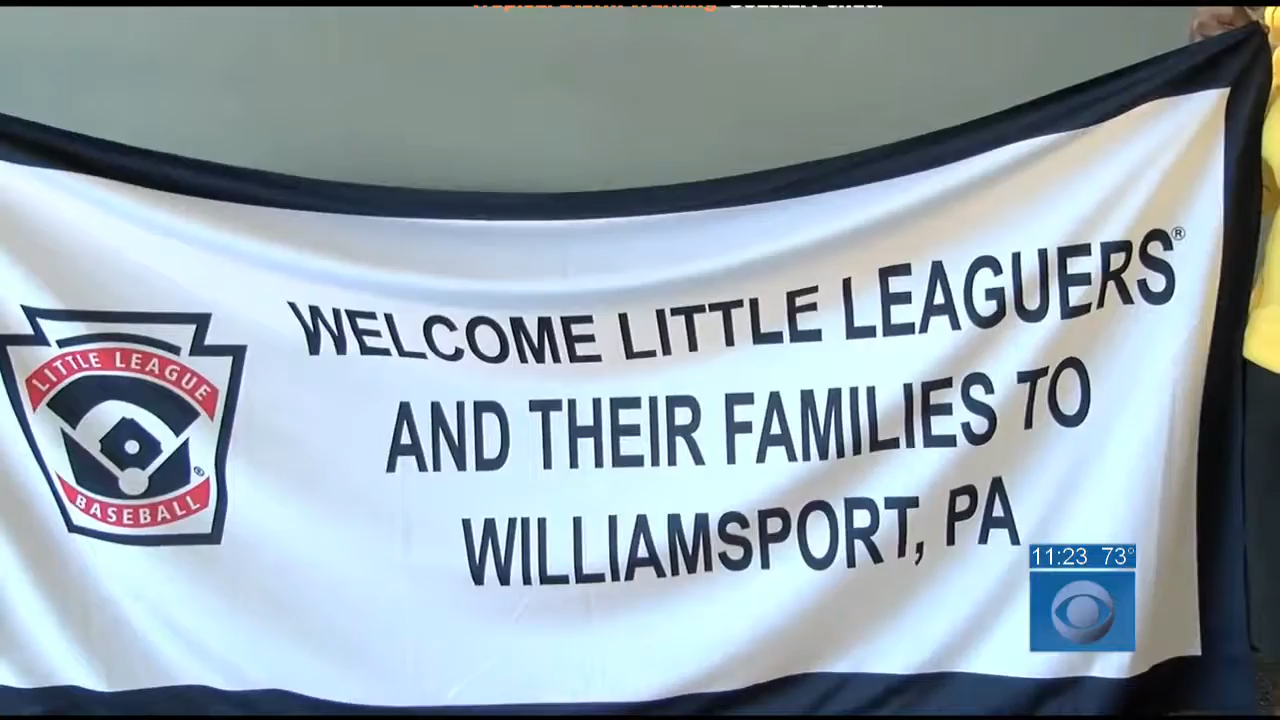 WELCOME LITTLE LEAGUERS®
AND THEIR FAMILIES TO
WILLIAMSPORT, PA
LITTLE LEAGUE
BASEBALL
®
11:23 73°